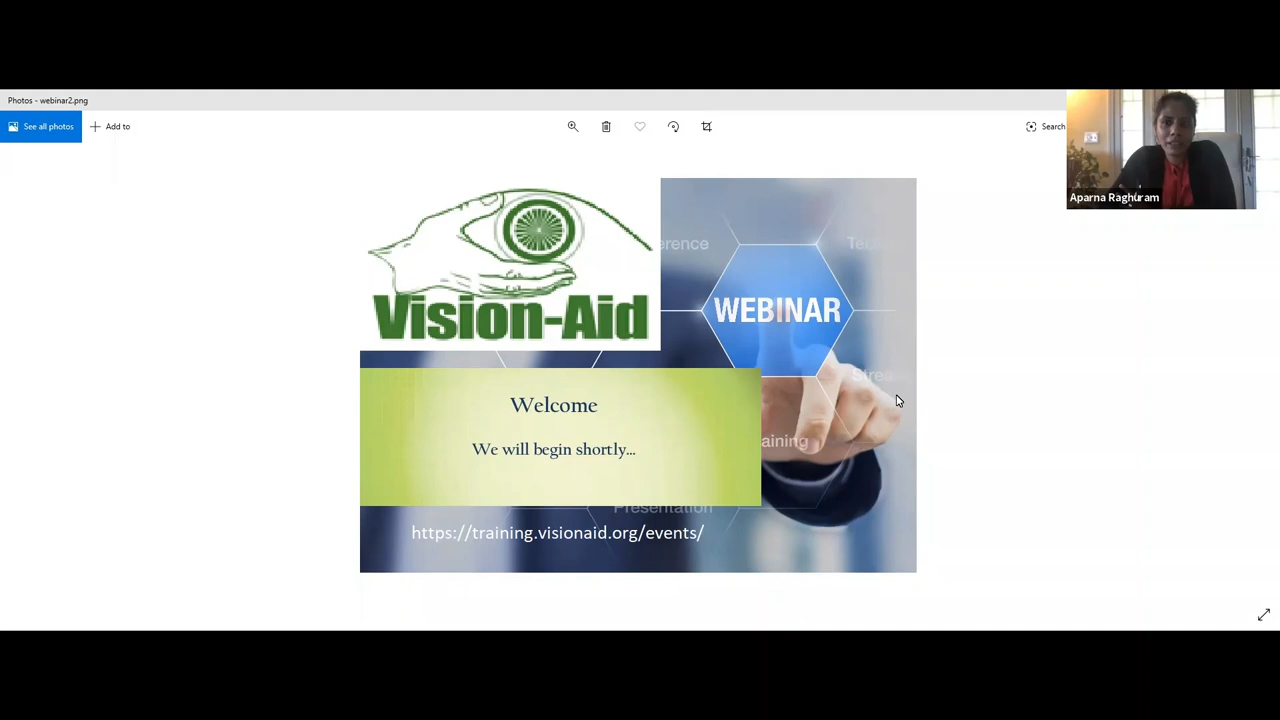 Photos - webinar2.png
See all photos
Add to
Search
Aparna Raghuram
Vision-Aid
WEBINAR
Welcome
We will begin shortly...
Presentation
https://training.visionaid.org/events/